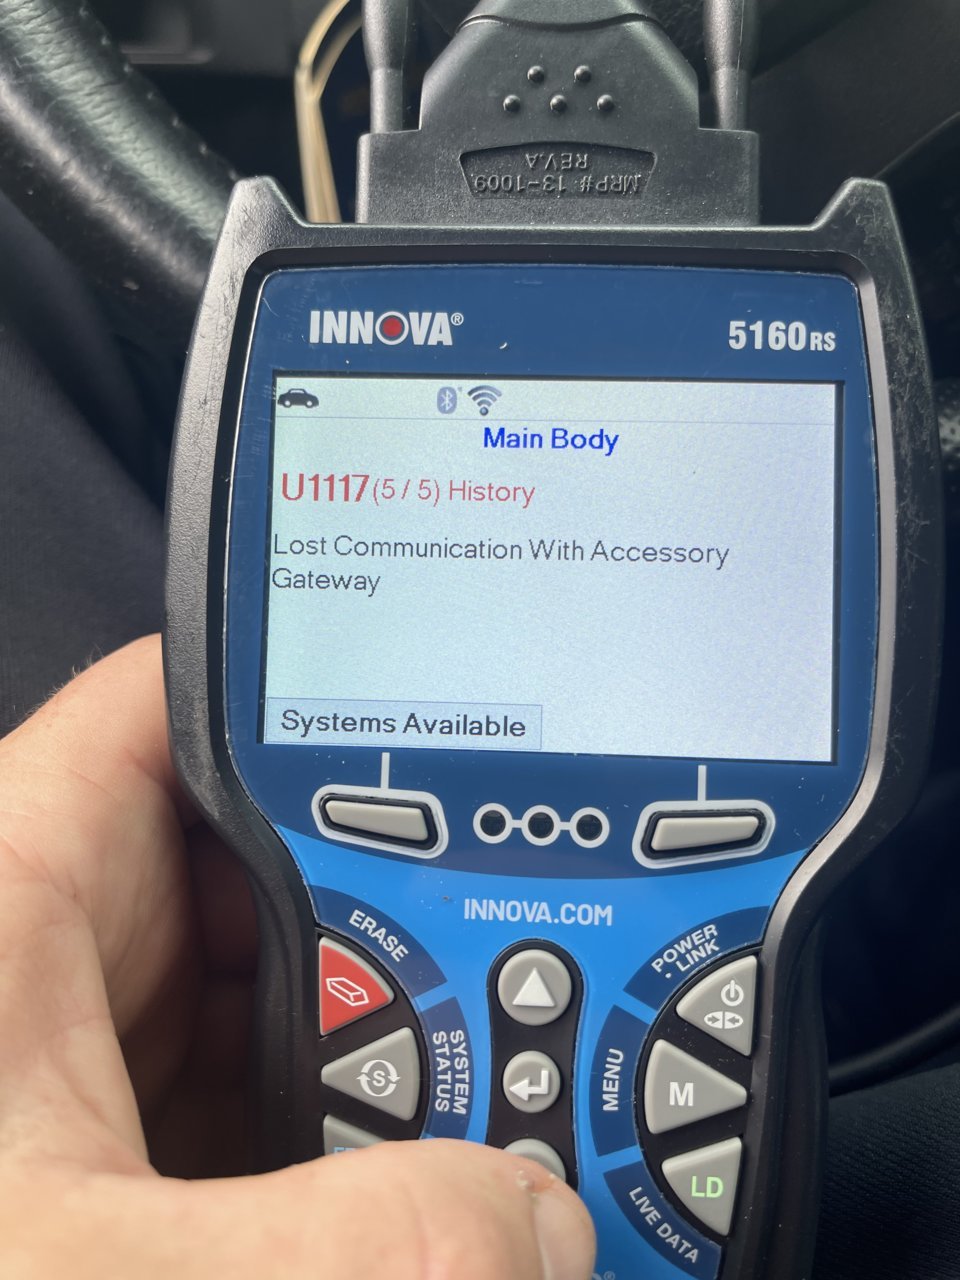 MRP# 13-1009
REV.A
INNOVA®
5160RS
Main Body
U1117(5 / 5) History
Lost Communication With Accessory
Gateway
Systems Available
INNOVA.COM
ERASE
POWER
LINK
S
SYSTEM
STATUS
MENU
M
LD
LIVE DATA
®